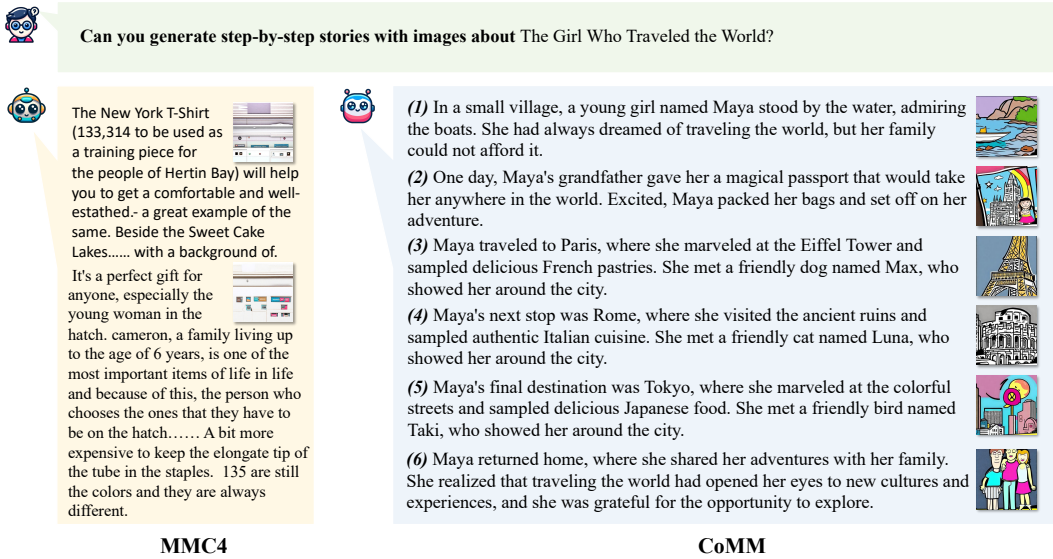 Can you generate step-by-step stories with images about The Girl Who Traveled the World?
The New York T-Shirt
(133,314 to be used as
a training piece for
the people of Hertin Bay) will help
you to get a comfortable and well-
estathed.- a great example of the
same. Beside the Sweet Cake
Lakes...... with a background of.
It's a perfect gift for
anyone, especially the
young woman in the
hatch. cameron, a family living up
to the age of 6 years, is one of the
most important items of life in life
and because of this, the person who
chooses the ones that they have to
be on the hatch…… A bit more
expensive to keep the elongate tip of
the tube in the staples. 135 are still
the colors and they are always
different.
MMC4
(1) In a small village, a young girl named Maya stood by the water, admiring
the boats. She had always dreamed of traveling the world, but her family
could not afford it.
(2) One day, Maya's grandfather gave her a magical passport that would take
her anywhere in the world. Excited, Maya packed her bags and set off on her
adventure.
(3) Maya traveled to Paris, where she marveled at the Eiffel Tower and
sampled delicious French pastries. She met a friendly dog named Max, who
showed her around the city.
(4) Maya's next stop was Rome, where she visited the ancient ruins and
sampled authentic Italian cuisine. She met a friendly cat named Luna, who
showed her around the city.
(5) Maya's final destination was Tokyo, where she marveled at the colorful
streets and sampled delicious Japanese food. She met a friendly bird named
Taki, who showed her around the city.
(6) Maya returned home, where she shared her adventures with her family.
She realized that traveling the world had opened her eyes to new cultures and
experiences, and she was grateful for the opportunity to explore.
CoMM